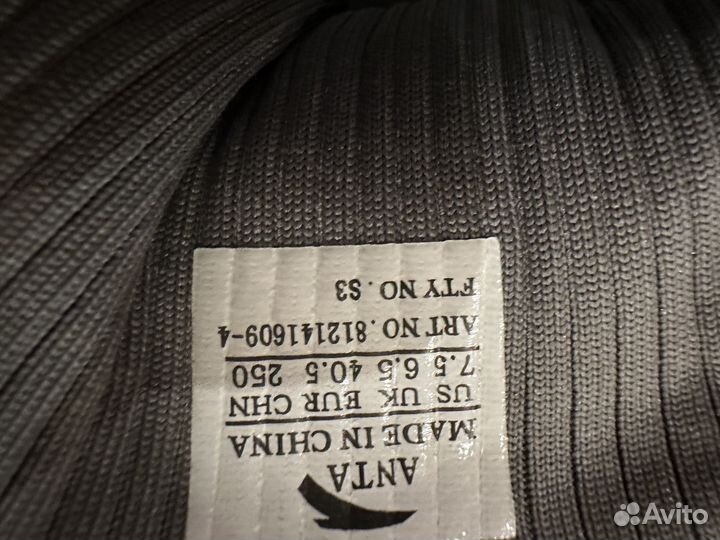 ANTA
MADE IN CHINA
US UK EUR CHN
7.5 6.5 40.5 250
ART NO. 812141609-4
FTY NO. S3
Avito